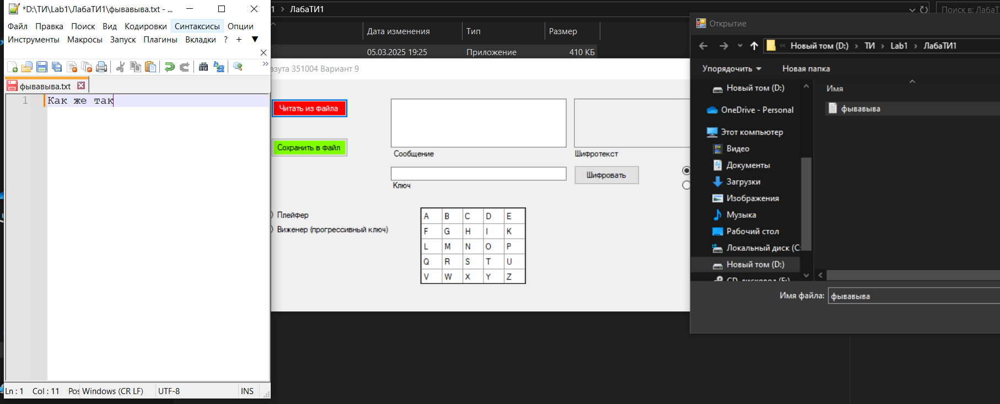 *D:\ТИ\Lab1\ЛабаТИ1\фывавыва.txt - ...
Файл Правка Поиск Вид Кодировки Синтаксисы Опции
Инструменты Макросы Запуск Плагины Вкладки ? +
фывавыва.txt
1 Как же так
Ln : 1 Col : 11 Pos Windows (CR LF) UTF-8 INS
1 > ЛабаТИ1
Поиск в: ЛабаТ
Дата изменения Тип Размер
05.03.2025 19:25 Приложение 410 КБ
азута 351004 Вариант 9
Читать из файла
Сохранить в файл
Сообщение
Шифротекст
Ключ
Шифровать
Плейфер
Виженер (прогрессивный ключ)
A B C D E
F G H I K
L M N O P
Q R S T U
V W X Y Z
Открытие
« Новый том (D:) > ТИ > Lab1 > ЛабаТИ1
Упорядочить Новая папка
Новый том (D:)
OneDrive - Personal
Этот компьютер
Видео
Документы
Загрузки
Изображения
Музыка
Рабочий стол
Локальный диск (C:
Новый том (D:)
CD-дисковод (F:)
Имя
фывавыва
Имя файла: фывавыва